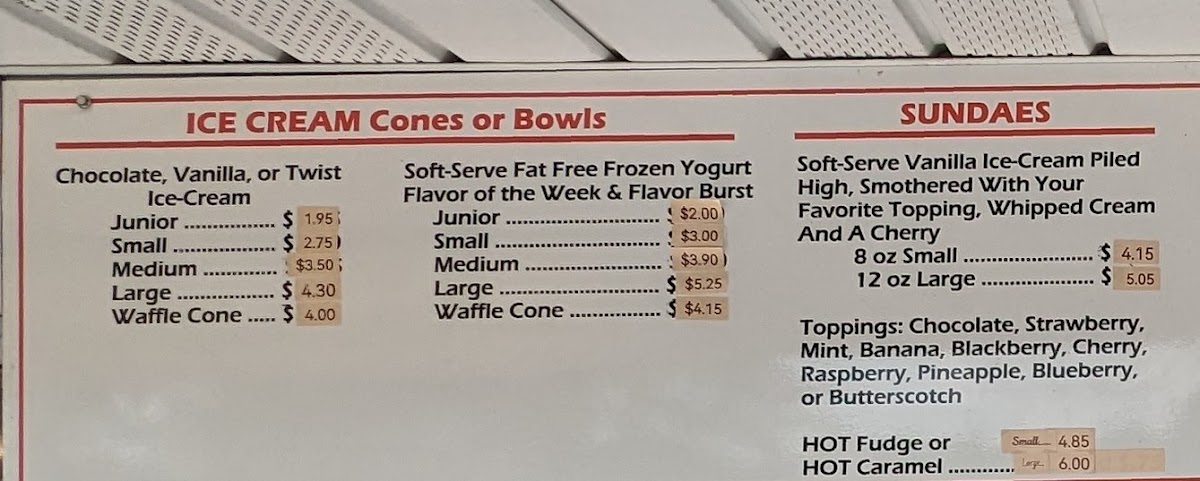 ICE CREAM Cones or Bowls
Chocolate, Vanilla, or Twist
Ice-Cream
Junior ................ $ 1.95
Small .................. $ 2.75
Medium ............. $3.50
Large ................. $ 4.30
Waffle Cone ..... $ 4.00
Soft-Serve Fat Free Frozen Yogurt
Flavor of the Week & Flavor Burst
Junior ........................... $2.00
Small ............................. $3.00
Medium ........................ $3.90
Large ............................ $ $5.25
Waffle Cone ................ $ $4.15
SUNDAES
Soft-Serve Vanilla Ice-Cream Piled
High, Smothered With Your
Favorite Topping, Whipped Cream
And A Cherry
8 oz Small ....................... $ 4.15
12 oz Large .................... $ 5.05
Toppings: Chocolate, Strawberry,
Mint, Banana, Blackberry, Cherry,
Raspberry, Pineapple, Blueberry,
or Butterscotch
HOT Fudge or Small 4.85
HOT Caramel ............ Large 6.00